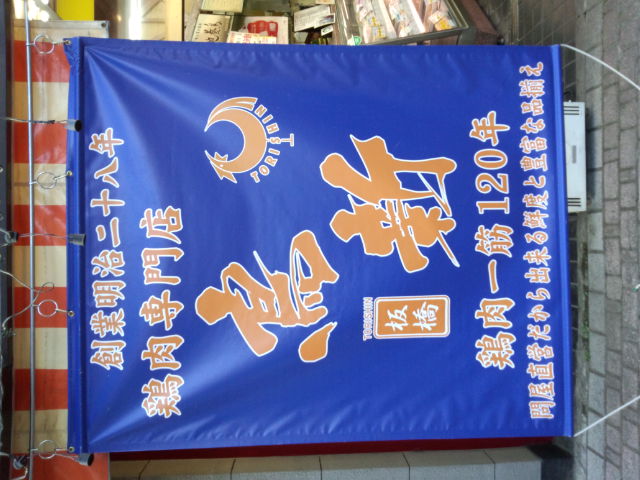 創業明治二十八年
鶏肉専門店
TORISHIN
鳥新
TORISHIN
板橋
鶏肉一筋120年
問屋直営だから出来る鮮度と豊富な品揃え